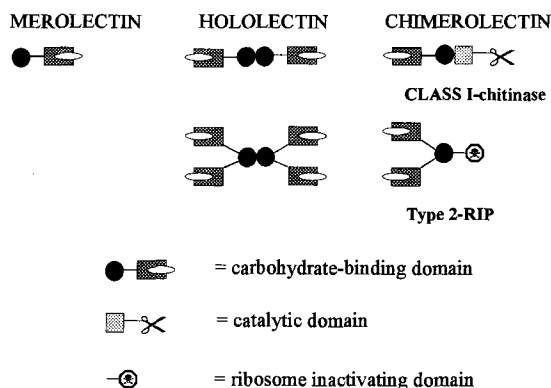 MEROLECTIN HOLOLECTIN CHIMEROLECTIN
CLASS I-chitinase
Type 2-RIP
= carbohydrate-binding domain
= catalytic domain
= ribosome inactivating domain